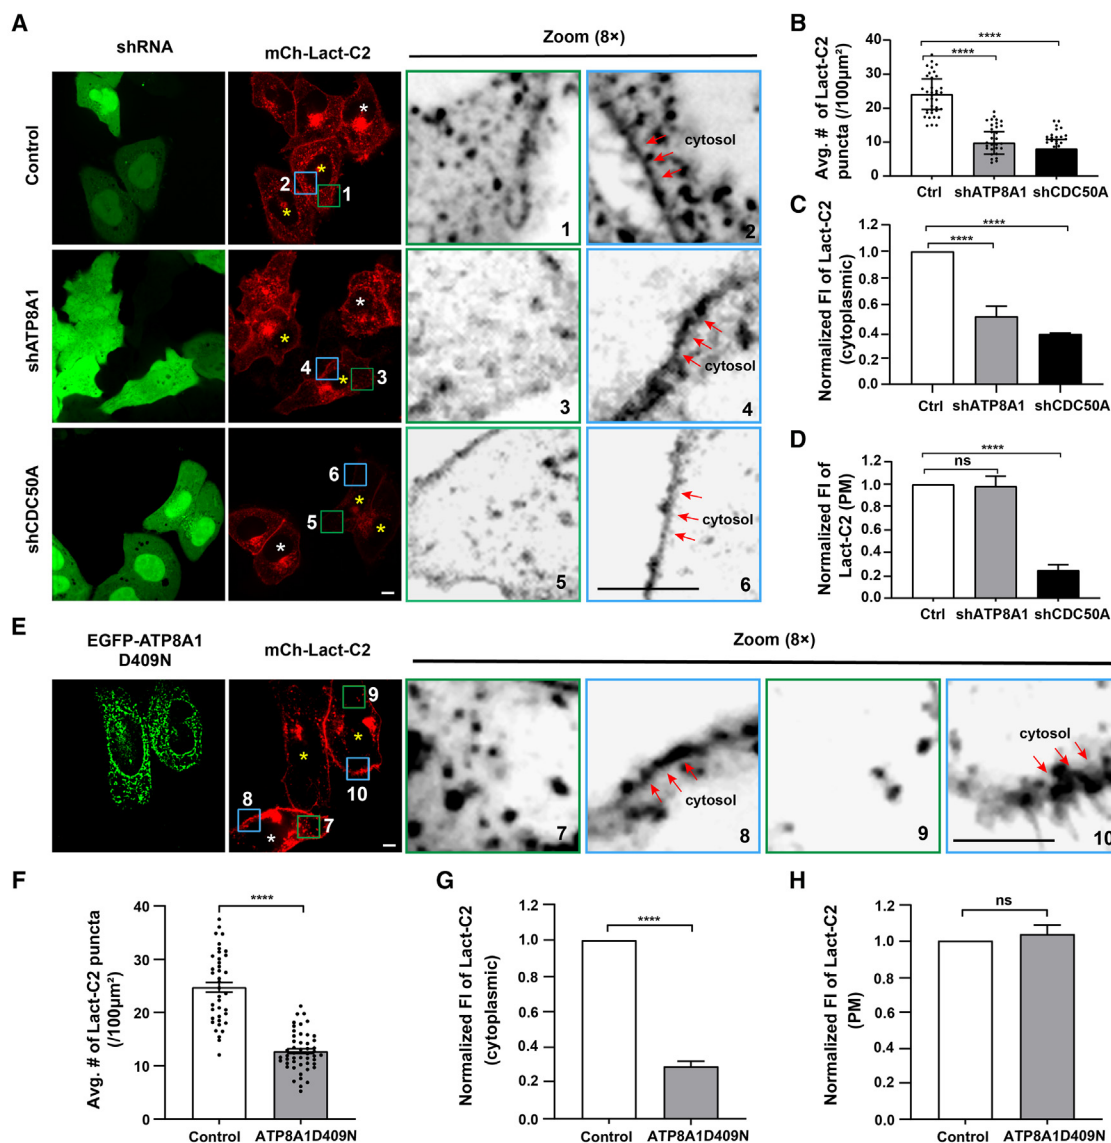 A
shRNA
mCh-Lact-C2
Zoom (8×)
Control
*
*
*
2
1
cytosol
1
2
shATP8A1
*
*
*
4
3
cytosol
3
4
shCDC50A
6
5
*
*
*
cytosol
5
6
B
Avg. # of Lact-C2
puncta (/100µm²)
40
30
20
10
0
****
****
Ctrl
shATP8A1
shCDC50A
C
Normalized FI of Lact-C2
(cytoplasmic)
1.2
1.0
0.8
0.6
0.4
0.2
0.0
****
****
Ctrl
shATP8A1
shCDC50A
D
Normalized FI of
Lact-C2 (PM)
1.2
1.0
0.8
0.6
0.4
0.2
0.0
****
ns
Ctrl
shATP8A1
shCDC50A
E
EGFP-ATP8A1
D409N
mCh-Lact-C2
Zoom (8×)
9
*
*
10
8
7
*
7
cytosol
8
9
cytosol
10
F
Avg. # of Lact-C2 puncta
(/100µm²)
40
30
20
10
0
****
Control
ATP8A1D409N
G
Normalized FI of Lact-C2
(cytoplasmic)
1.2
1.0
0.8
0.6
0.4
0.2
0.0
****
Control
ATP8A1D409N
H
Normalized FI of Lact-C2
(PM)
1.2
1.0
0.8
0.6
0.4
0.2
0.0
ns
Control
ATP8A1D409N